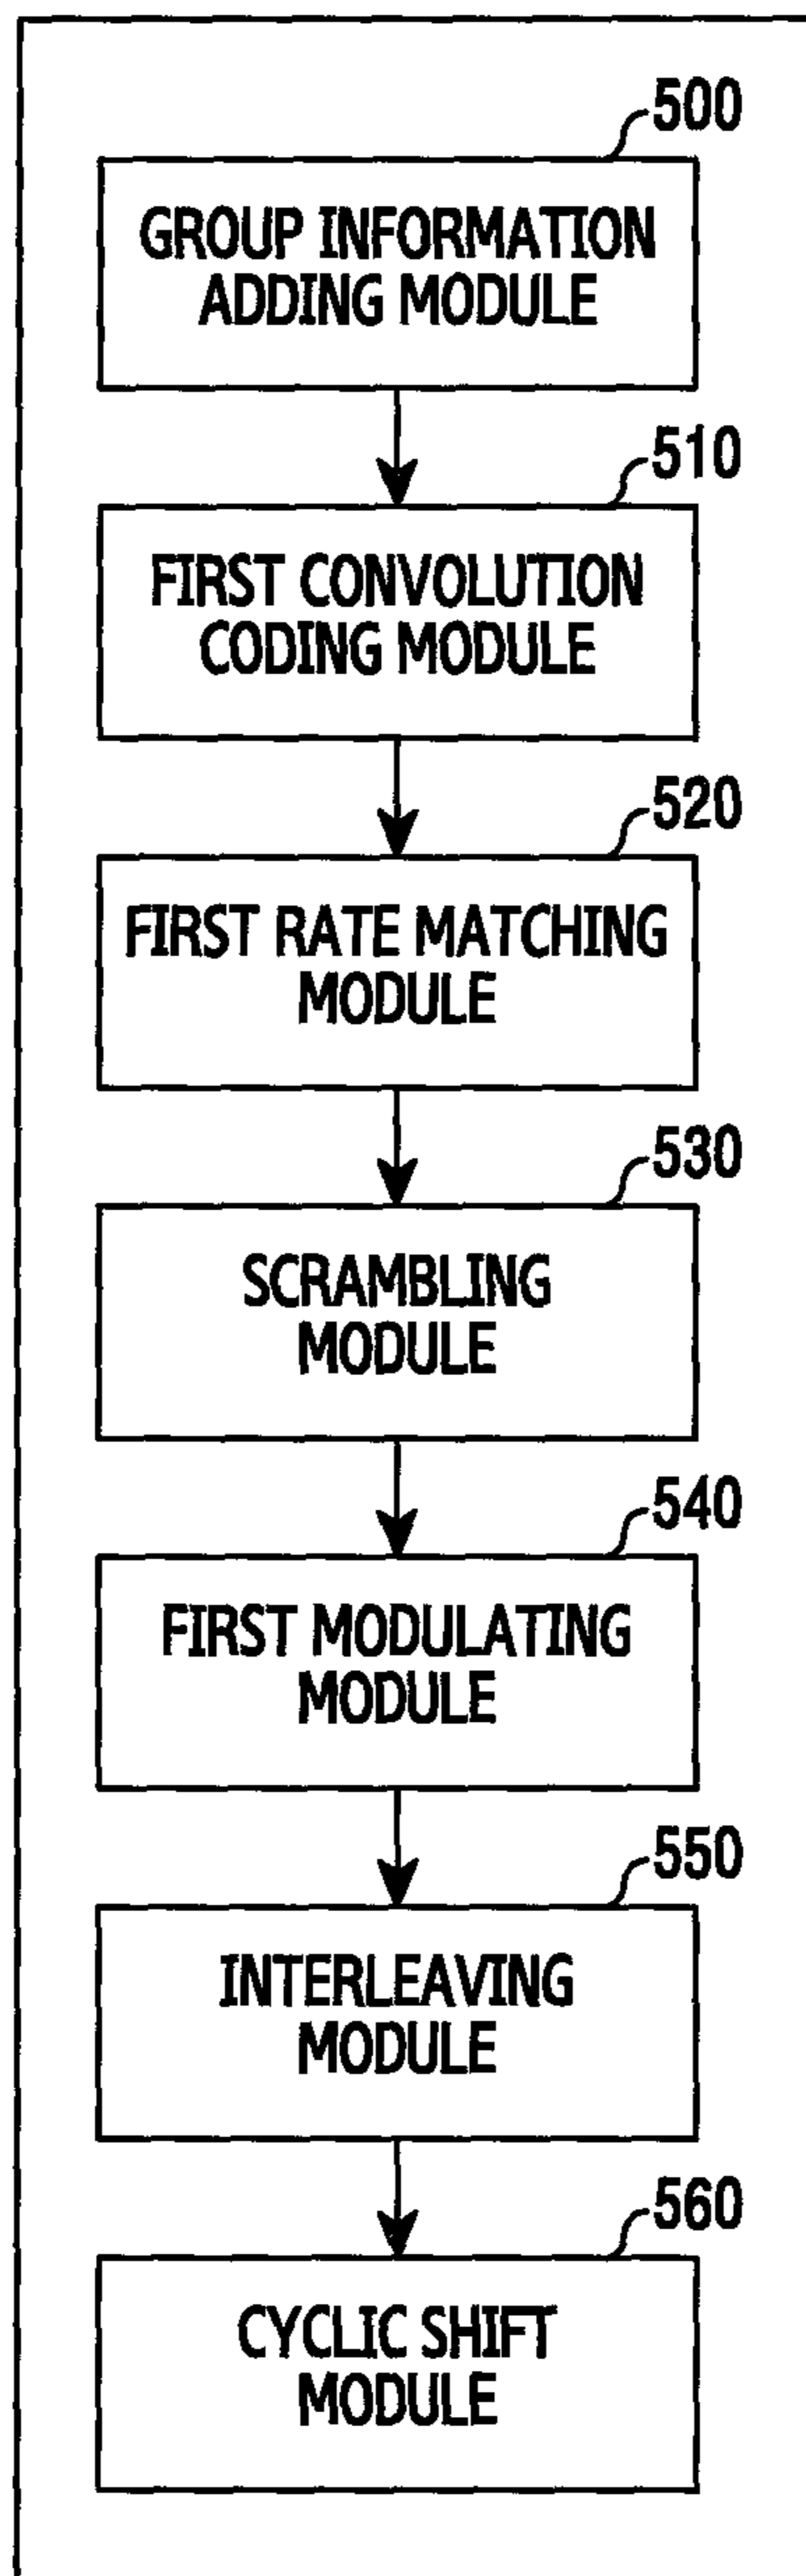 500
GROUP INFORMATION
ADDING MODULE
510
FIRST CONVOLUTION
CODING MODULE
520
FIRST RATE MATCHING
MODULE
530
SCRAMBLING
MODULE
540
FIRST MODULATING
MODULE
550
INTERLEAVING
MODULE
560
CYCLIC SHIFT
MODULE